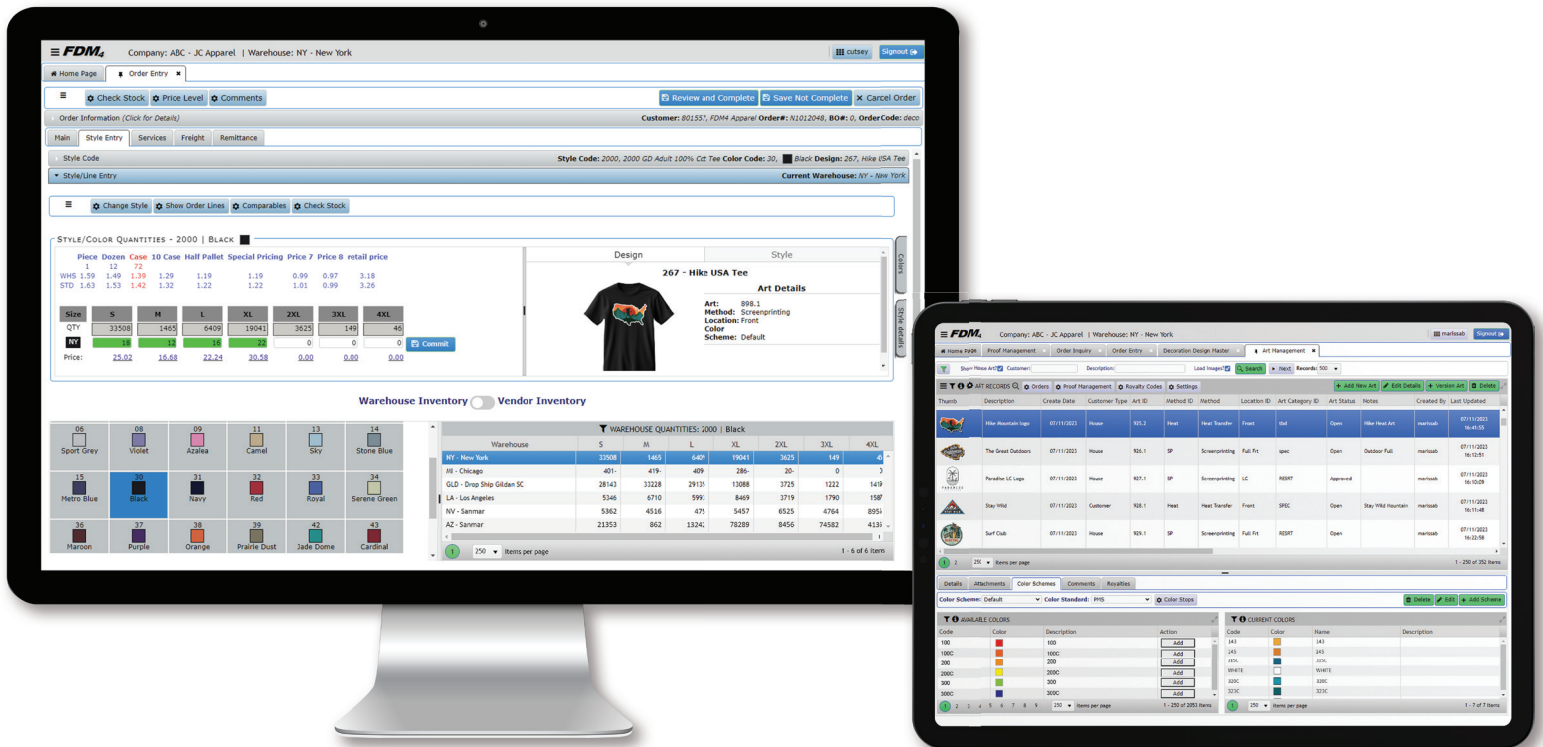 FDM4 Company: ABC - JC Apparel | Warehouse: NY - New York cutsey Signout
Home Page Order Entry
Check Stock Price Level Comments Review and Complete Save Not Complete Carcel Order
Order Information (Click for Details) Customer: 80155!, FDM4 Apparel Order#: N1012048, BO#: 0, OrderCode: deco
Main Style Entry Services Freight Remittance
Style Code Style Code: 2000, 2000 GD Adult 100% Cct Tee Color Code: 30, Black Design: 267, Hike USA Tee
Style/Line Entry Current Warehouse: NY - New York
Change Style Show Order Lines Comparables Check Stock
STYLE/COLOR QUANTITIES - 2000 | BLACK
Piece Dozen Case 10 Case Half Pallet Special Pricing Price 7 Price 8 retail price
1 12 72
WHS 1.59 1.49 1.39 1.29 1.19 1.19 0.99 0.97 3.18
STD 1.63 1.53 1.42 1.32 1.22 1.22 1.01 0.99 3.26
Size S M L XL 2XL 3XL 4XL
QTY 33508 1465 6409 19041 3625 149 46
NY 18 12 16 22 0 0 0 Commit
Price: 25.02 16.68 22.24 30.58 0.00 0.00 0.00
Design Style
267 - Hike USA Tee
Art Details
Art: 898.1
Method: Screenprinting
Location: Front
Color
Scheme: Default
Colors
Style details
Warehouse Inventory Vendor Inventory
06 08 09 11 13 14
Sport Grey Violet Azalea Camel Sky Stone Blue
15 30 31 32 33 34
Metro Blue Black Navy Red Royal Serene Green
36 37 38 39 42 43
Maroon Purple Orange Prairie Dust Jade Dome Cardinal
WAREHOUSE QUANTITIES: 2000 | Black
Warehouse S M L XL 2XL 3XL 4XL
NY - New York 33508 1465 6409 19041 3625 149
MI - Chicago 401- 419- 409 286- 20- 0
GLD - Drop Ship Gildan SC 28143 33228 29135 13088 3725 1222 1419
LA - Los Angeles 5346 6710 5993 8469 3719 1790 1587
NV - Sanmar 5362 4516 475 5457 6525 4764 895
AZ - Sanmar 21353 862 13242 78289 8456 74582 413
1 250 items per page 1 - 6 of 6 items
FDM4 Company: ABC - JC Apparel | Warehouse: NY - New York marissab Signout
Home Page Proof Management Order Inquiry Order Entry Decoration Design Master Art Management
Show House Art? Customer: Description: Load Images? Search Next Records: 500
ART RECORDS Orders Proof Management Royalty Codes Settings Add New Art Edit Details Version Art Delete
Thumb Description Create Date Customer Type Art ID Method ID Method Location ID Art Category ID Art Status Notes Created By Last Updated
Hike Mountain logo 07/11/2023 House 925.2 Heat Heat Transfer Front tbd Open Hike Heat Art marissab 07/11/2023 16:41:55
The Great Outdoors 07/11/2023 House 926.1 SP Screenprinting Full Frt spec Open Outdoor Full marissab 07/11/2023 16:12:51
Paradise LC Logo 07/11/2023 House 927.1 SP Screenprinting LC RESRT Approved marissab 07/11/2023 16:10:09
Stay Wild 07/11/2023 Customer 928.1 Heat Heat Transfer Front SPEC Open Stay Wild Mountain marissab 07/11/2023 16:11:48
Surf Club 07/11/2023 House 929.1 SP Screenprinting Full Frt RESRT Open marissab 07/11/2023 16:22:58
1 2 250 items per page 1 - 250 of 352 items
Details Attachments Color Schemes Comments Royalties
Color Scheme: Default Color Standard: PMS Color Stops Delete Edit Add Scheme
AVAILABLE COLORS
Code Color Description Action
100 100 Add
100C 100C Add
200 200 Add
200C 200C Add
300 300 Add
300C 300C Add
1 2 3 4 5 6 7 8 9 250 items per page 1 - 250 of 2053 items
CURRENT COLORS
Code Color Name Description
143 143
145 145
WHITE WHITE
320C 320C
323C 323C
1 250 items per page 1 - 7 of 7 items